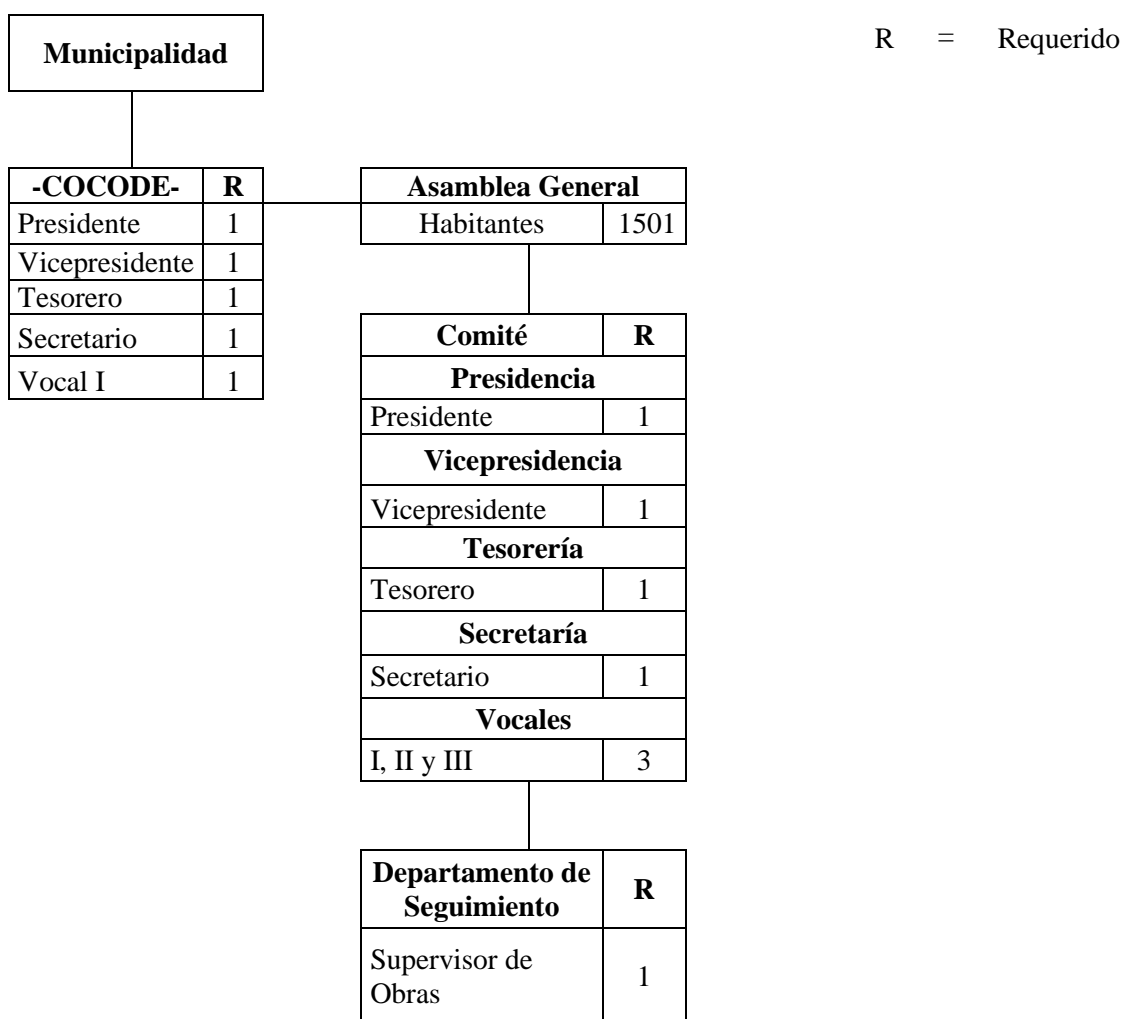 Municipalidad
R = Requerido
-COCODE- R
Presidente 1
Vicepresidente 1
Tesorero 1
Secretario 1
Vocal I 1
Asamblea General
Habitantes 1501
Comité R
Presidencia
Presidente 1
Vicepresidencia
Vicepresidente 1
Tesorería
Tesorero 1
Secretaría
Secretario 1
Vocales
I, II y III 3
Departamento de
Seguimiento R
Supervisor de
Obras 1